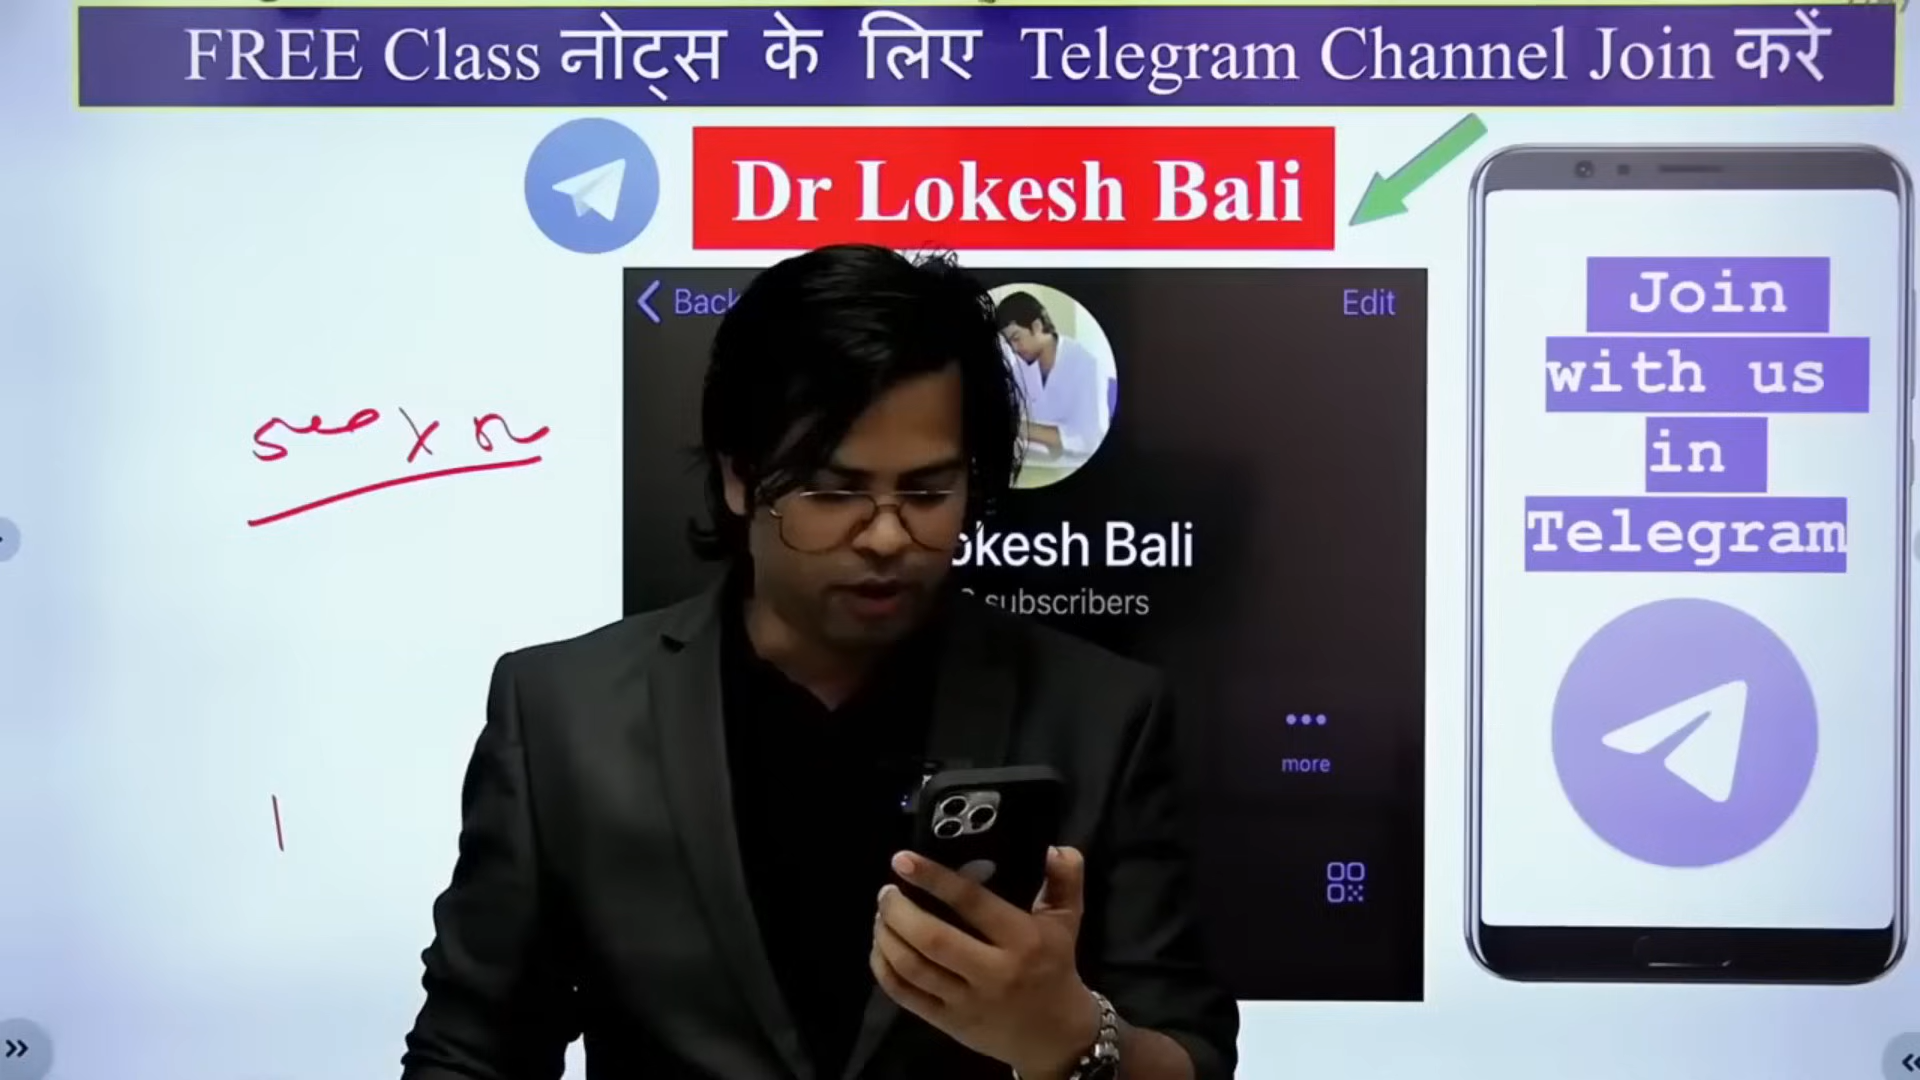 FREE Class नोट्स के लिए Telegram Channel Join करें
Dr Lokesh Bali
Back
Edit
Join
with us
in
Telegram
okesh Bali
subscribers
more